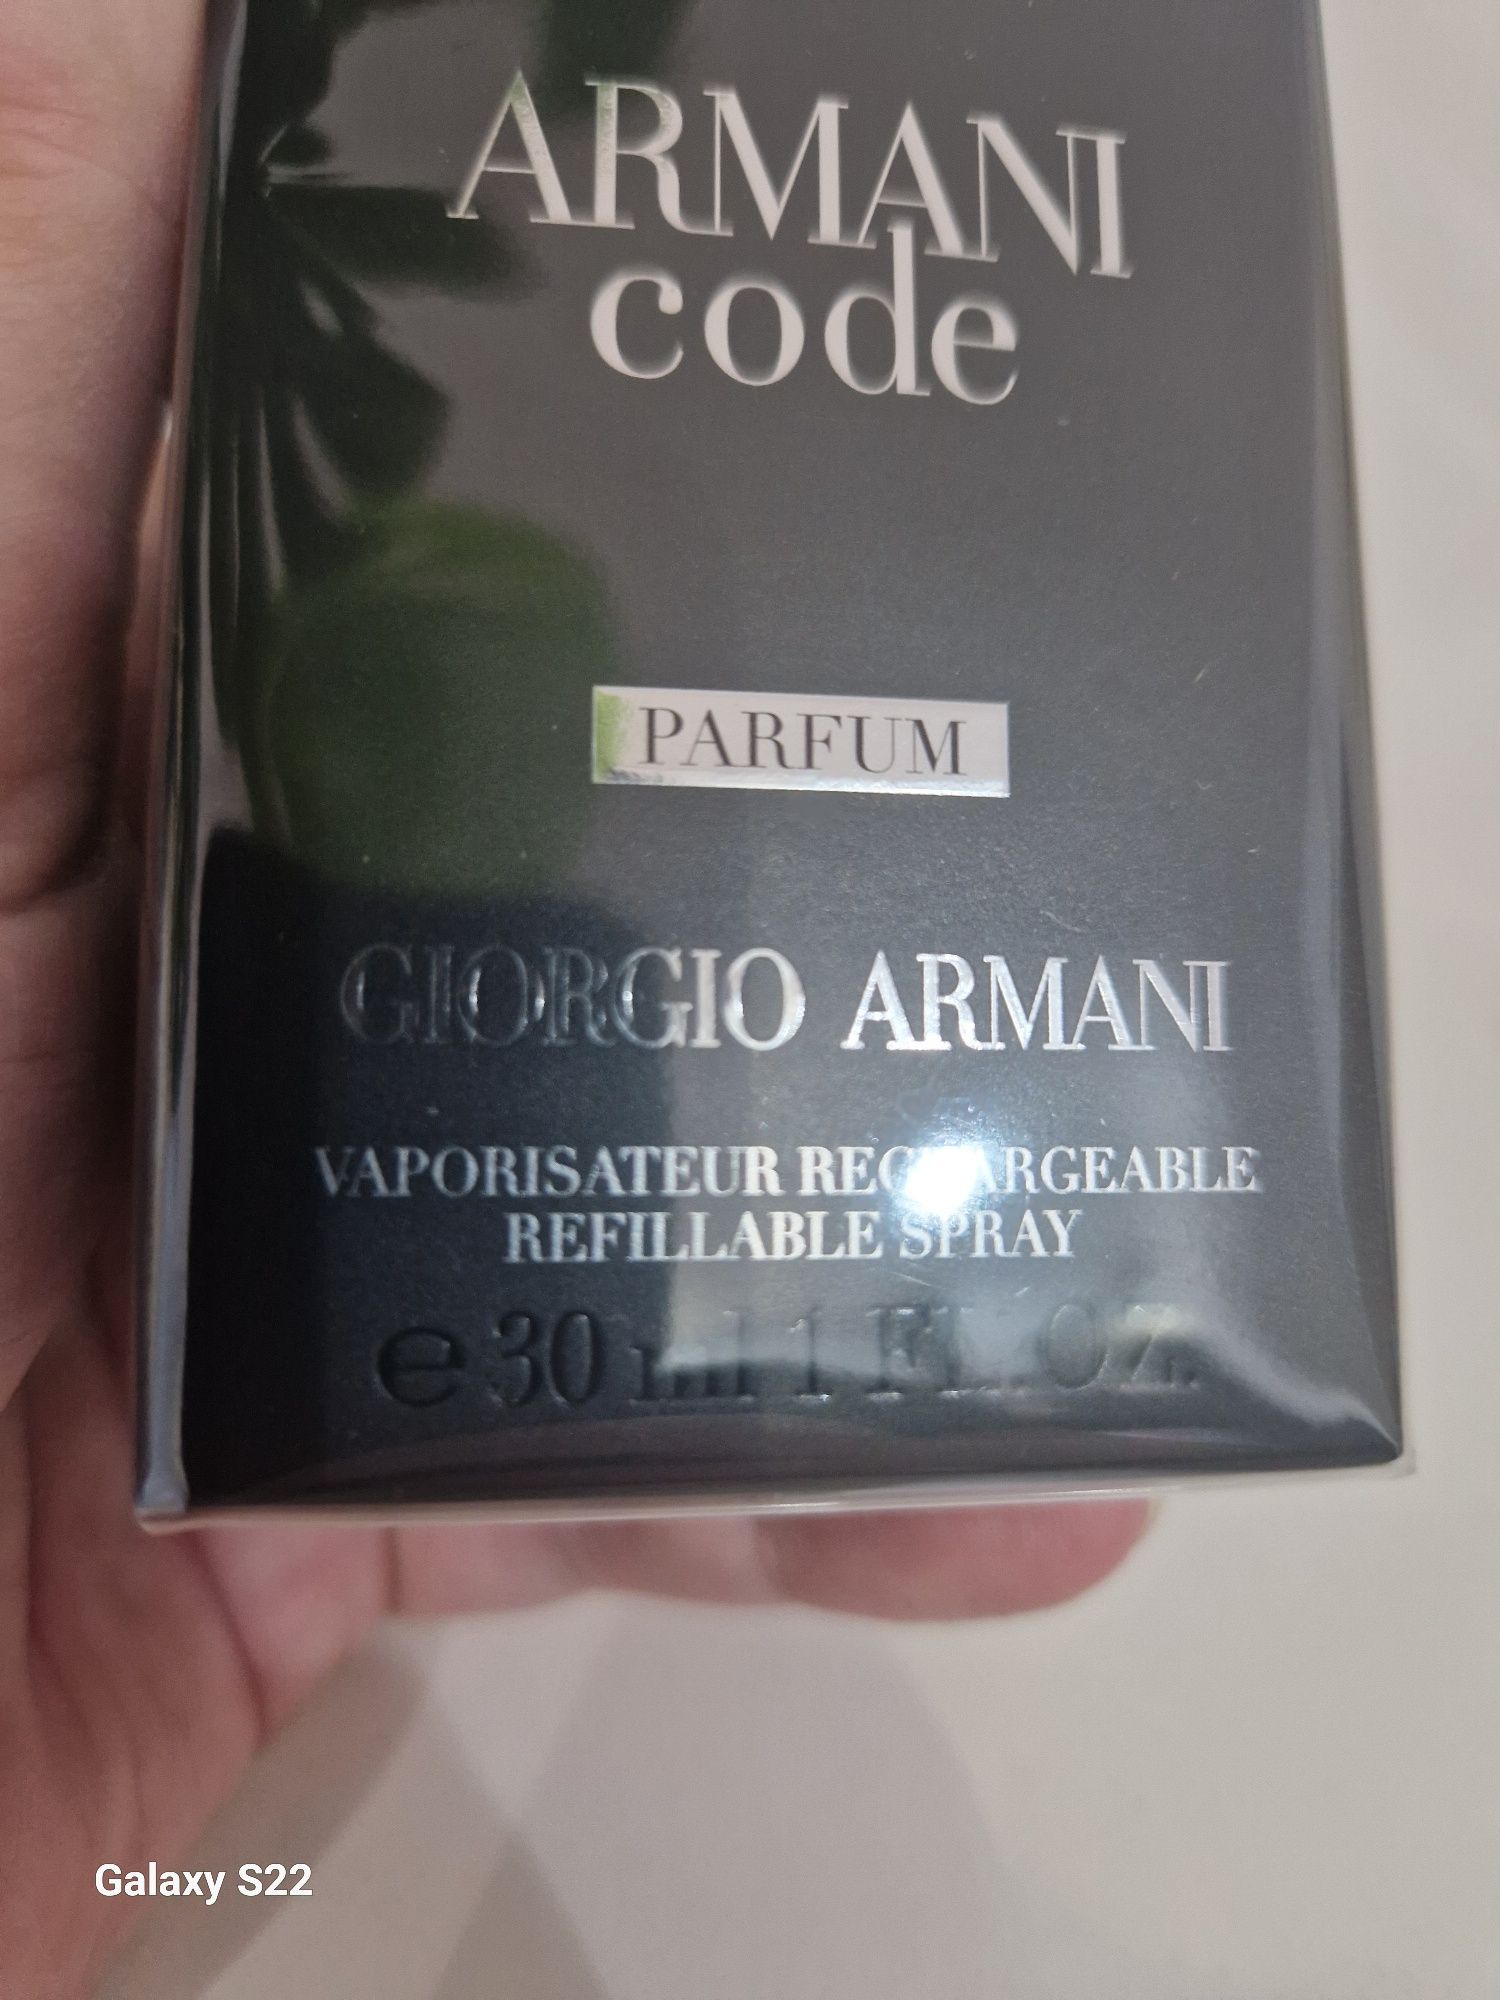 ARMANI
code
PARFUM
GIORGIO ARMANI
VAPORISATEUR RECHARGEABLE
REFILLABLE SPRAY
℮ 30 ml 1 Fl. OZ.
Galaxy S22